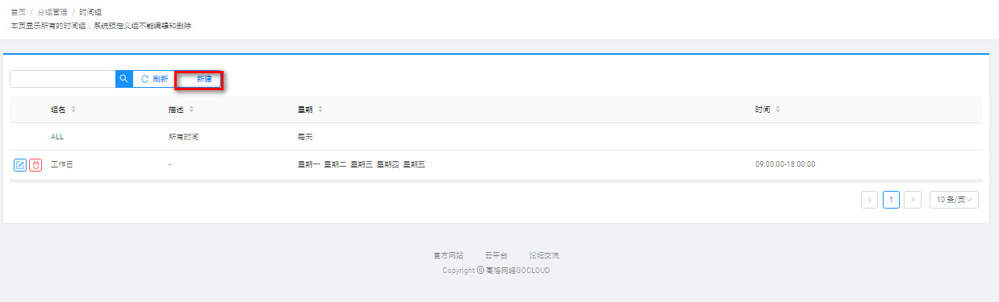 首页 / 分组管理 / 时间组
本页显示所有的时间组，系统预定义组不能编辑和删除
刷新 新建
组名 描述 星期 时间
ALL 所有时间 每天
工作日 - 星期一 星期二 星期三 星期四 星期五 09:00:00-18:00:00
1 10 条/页
官方网站 云平台 论坛交流
Copyright © 高恪网络GOCLOUD